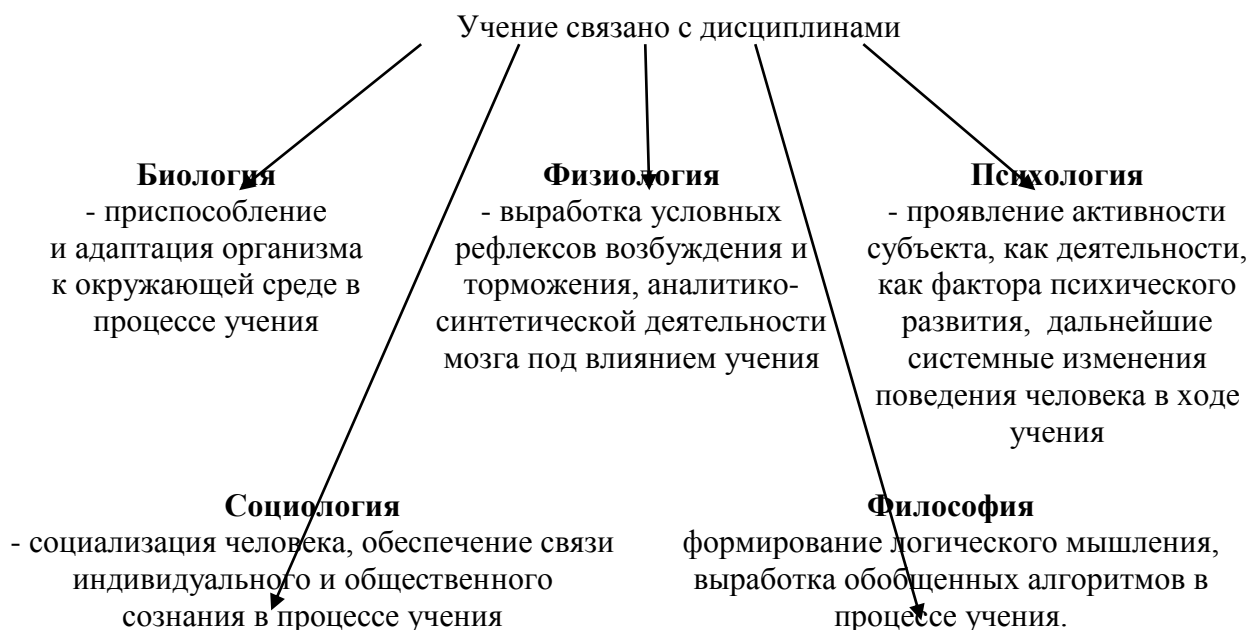 Учение связано с дисциплинами
Биология
- приспособление
и адаптация организма
к окружающей среде в
процессе учения
Физиология
- выработка условных
рефлексов возбуждения и
торможения, аналитико-
синтетической деятельности
мозга под влиянием учения
Психология
- проявление активности
субъекта, как деятельности,
как фактора психического
развития, дальнейшие
системные изменения
поведения человека в ходе
учения
Социология
- социализация человека, обеспечение связи
индивидуального и общественного
сознания в процессе учения
Философия
формирование логического мышления,
выработка обобщенных алгоритмов в
процессе учения.